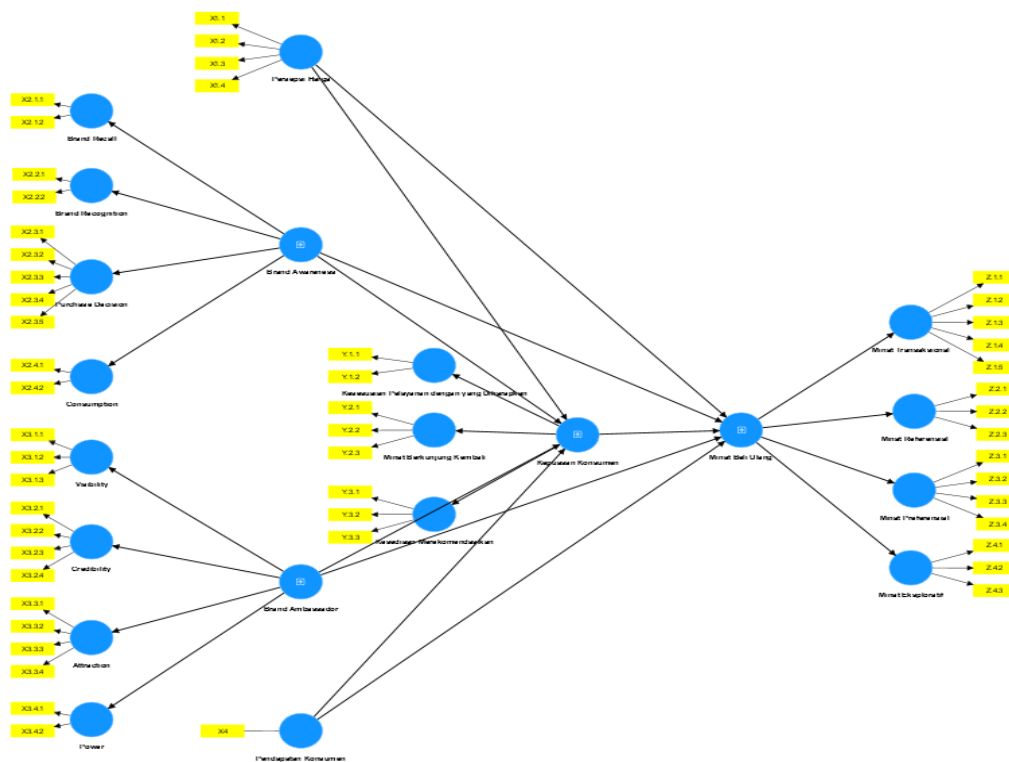 X1.1
X1.2
X1.3
X1.4
Persepsi Harga
X2.1.1
X2.1.2
Brand Recall
X2.2.1
X2.2.2
Brand Recognition
X2.3.1
X2.3.2
X2.3.3
X2.3.4
X2.3.5
Purchase Decision
Brand Awareness
X2.4.1
X2.4.2
Consumption
Y.1.1
Y.1.2
Kesesuaian Pelayanan dengan yang Diharapkan
Y.2.1
Y.2.2
Y.2.3
Minat Berkunjung Kembali
Y.3.1
Y.3.2
Y.3.3
Kesediaan Merekomendasikan
Kepuasan Konsumen
Minat Beli Ulang
X3.1.1
X3.1.2
X3.1.3
Visibility
X3.2.1
X3.2.2
X3.2.3
X3.2.4
Credibility
X3.3.1
X3.3.2
X3.3.3
X3.3.4
Attraction
X3.4.1
X3.4.2
Power
Brand Ambassador
X4
Pendapatan Konsumen
Z.1.1
Z.1.2
Z.1.3
Z.1.4
Z.1.5
Minat Transaksional
Z.2.1
Z.2.2
Z.2.3
Minat Referensial
Z.3.1
Z.3.2
Z.3.3
Z.3.4
Minat Preferensial
Z.4.1
Z.4.2
Z.4.3
Minat Eksploratif